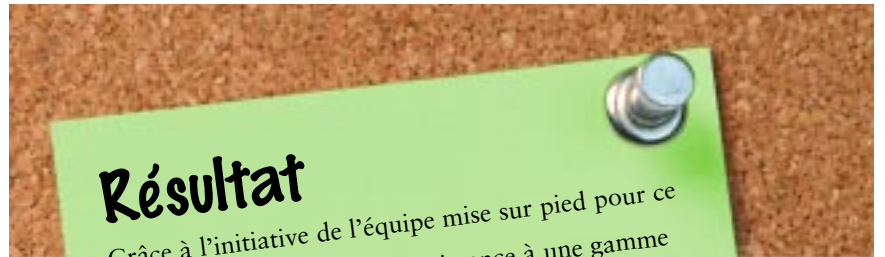 Résultat
Grâce à l'initiative de l'équipe mise sur pied pour ce
à une gamme